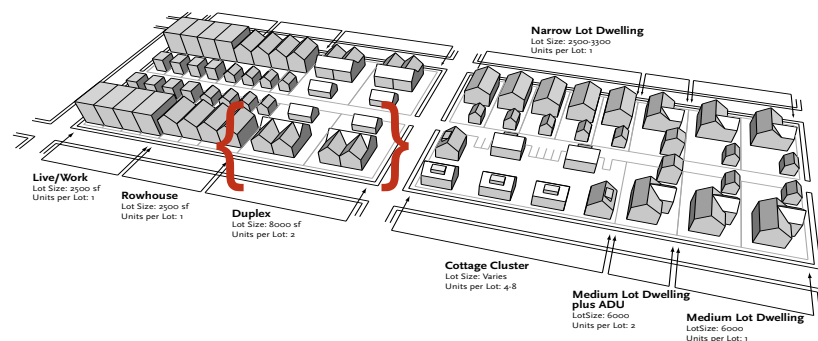 Narrow Lot Dwelling
Lot Size: 2500-3300
Units per Lot: 1
Live/Work
Lot Size: 2500 sf
Units per Lot: 1
Rowhouse
Lot Size: 2500 sf
Units per Lot: 1
Duplex
Lot Size: 8000 sf
Units per Lot: 2
Cottage Cluster
Lot Size: Varies
Units per Lot: 4-8
Medium Lot Dwelling
plus ADU
LotSize: 6000
Units per Lot: 2
Medium Lot Dwelling
LotSize: 6000
Units per Lot: 1